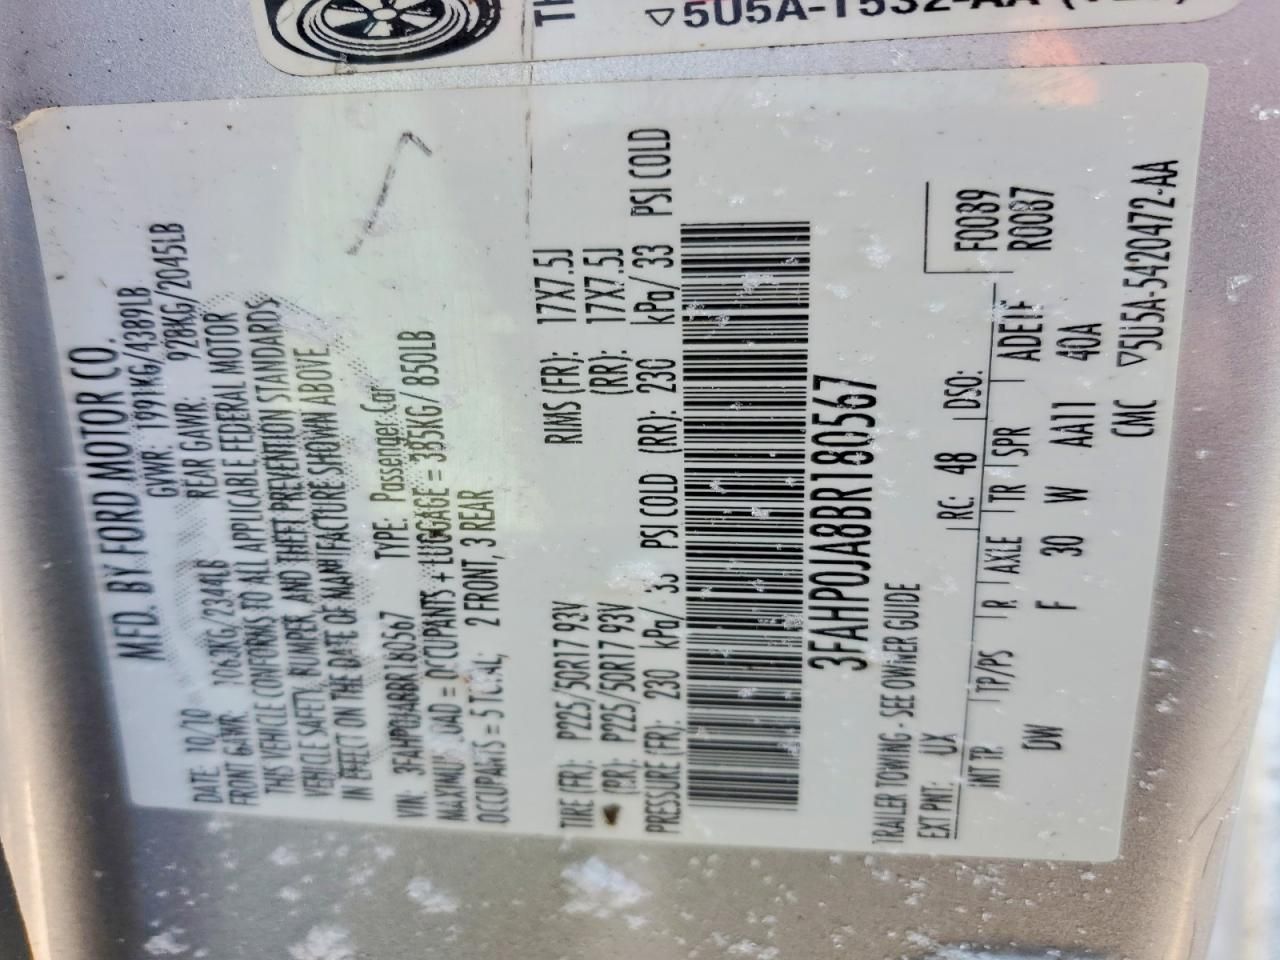 5U5A-1532-AA
MFD. BY FORD MOTOR CO.
DATE: 10/10 GVWR: 1991KG/4389LB
FRONT GAWR: 1063KG/2344LB REAR GAWR: 928KG/2045LB
THIS VEHICLE CONFORMS TO ALL APPLICABLE FEDERAL MOTOR
VEHICLE SAFETY, BUMPER, AND THEFT PREVENTION STANDARDS
IN EFFECT ON THE DATE OF MANUFACTURE SHOWN ABOVE.
VIN: 3FAHP0JA8BR180567 TYPE: Passenger Car
MAXIMUM LOAD = OCCUPANTS + LUGGAGE = 385KG/ 850LB
OCCUPANTS = 5 TOTAL; 2 FRONT, 3 REAR
TIRE (FR): P225/50R17 93V RIMS (FR): 17X7.5J
(RR): P225/50R17 93V (RR): 17X7.5J
PRESSURE (FR): 230 kPa/ 33 PSI COLD (RR): 230 kPa/ 33 PSI COLD
3FAHP0JA8BR180567
TRAILER TOWING - SEE OWNER GUIDE
F0089
EXT PNT: UX RC: 48 DSO: R0087
INT TR TP/PS R AXLE TR SPR ADE1F
DW F 30 W AA11 40A
CMC ▽5U5A-5420472-AA